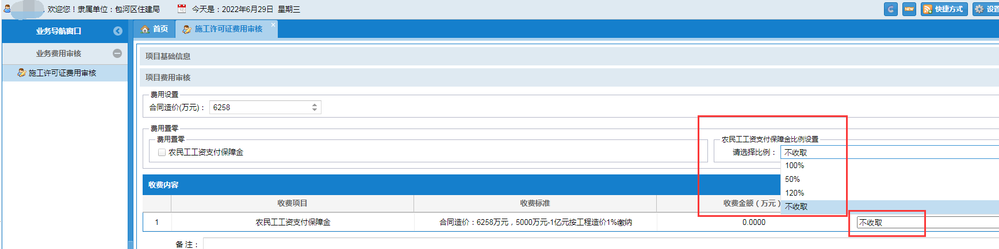 ，欢迎您！隶属单位：包河区住建局 今天是：2022年6月29日 星期三 NEW 快捷方式 设置
业务导航窗口 首页 施工许可证费用审核
业务费用审核
施工许可证费用审核
项目基础信息
项目费用审核
费用设置
合同造价(万元)： 6258
费用置零
费用置零 农民工工资支付保障金比例设置
农民工工资支付保障金 请选择比例： 不收取
100%
50%
120%
不收取
收费内容
收费项目 收费标准 收费金额（万元）
1 农民工工资支付保障金 合同造价：6258万元，5000万元-1亿元按工程造价1%缴纳 0.0000 不收取
备 注：